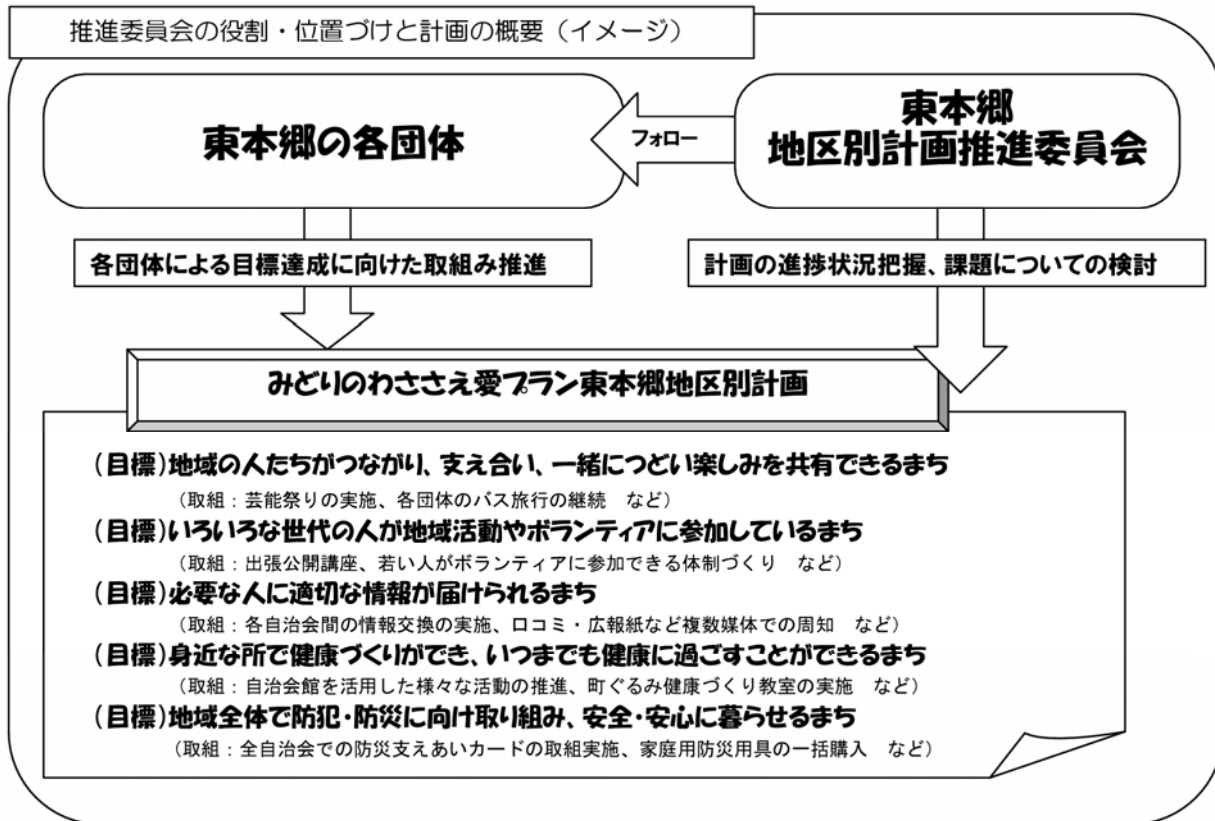 推進委員会の役割・位置づけと計画の概要（イメージ）
東本郷の各団体
フォロー
東本郷
地区別計画推進委員会
各団体による目標達成に向けた取組み推進
計画の進捗状況把握、課題についての検討
みどりのわささえ愛プラン東本郷地区別計画
（目標）地域の人たちがつながり、支え合い、一緒につどい楽しみを共有できるまち
（取組：芸能祭りの実施、各団体のバス旅行の継続　など）
（目標）いろいろな世代の人が地域活動やボランティアに参加しているまち
（取組：出張公開講座、若い人がボランティアに参加できる体制づくり　など）
（目標）必要な人に適切な情報が届けられるまち
（取組：各自治会間の情報交換の実施、口コミ・広報紙など複数媒体での周知　など）
（目標）身近な所で健康づくりができ、いつまでも健康に過ごすことができるまち
（取組：自治会館を活用した様々な活動の推進、町ぐるみ健康づくり教室の実施　など）
（目標）地域全体で防犯・防災に向け取り組み、安全・安心に暮らせるまち
（取組：全自治会での防災支えあいカードの取組実施、家庭用防災用具の一括購入　など）